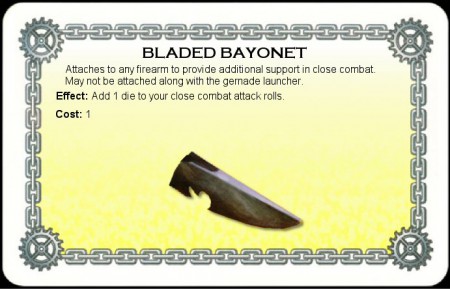 BLADED BAYONET
Attaches to any firearm to provide additional support in close combat.
May not be attached along with the gernade launcher.
Effect: Add 1 die to your close combat attack rolls.
Cost: 1